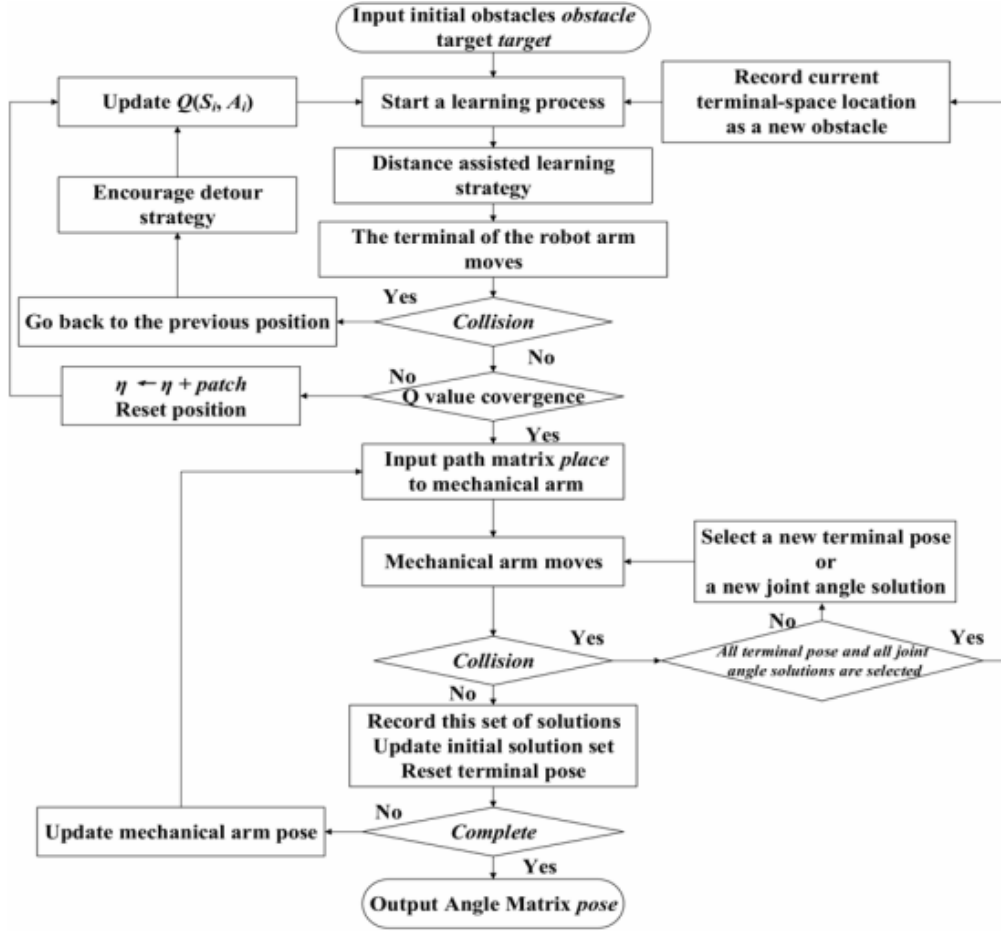 Input initial obstacles obstacle
target target
Update Q(Si, Ai)
Start a learning process
Record current
terminal-space location
as a new obstacle
Distance assisted learning
strategy
Encourage detour
strategy
The terminal of the robot arm
moves
Yes
Go back to the previous position
Collision
No
η ← η + patch
Reset position
No
Q value covergence
Yes
Input path matrix place
to mechanical arm
Select a new terminal pose
or
a new joint angle solution
Mechanical arm moves
No
Yes
Yes
Collision
All terminal pose and all joint
angle solutions are selected
No
Record this set of solutions
Update initial solution set
Reset terminal pose
No
Update mechanical arm pose
Complete
Yes
Output Angle Matrix pose